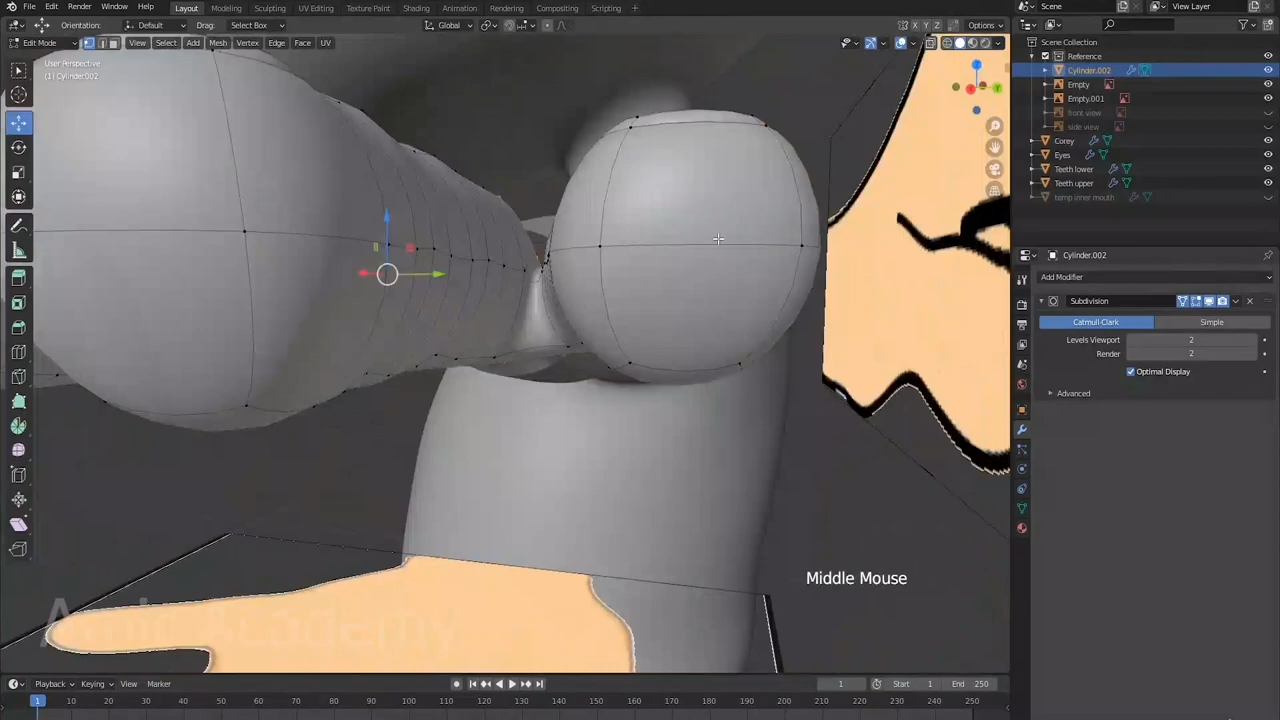 File Edit Render Window Help Layout Modeling Sculpting UV Editing Texture Paint Shading Animation Rendering Compositing Scripting Scene View Layer
Orientation: Default Drag: Select Box Global X Y Z Options
Edit Mode View Select Add Mesh Vertex Edge Face UV
User Perspective
(1) Cylinder.002
Scene Collection
Reference
Cylinder.002
Empty
Empty.001
front view
side view
Corey
Eyes
Teeth lower
Teeth upper
temp inner mouth
Cylinder.002
Add Modifier
Subdivision
Catmull-Clark Simple
Levels Viewport 2
Render 2
Optimal Display
Advanced
Middle Mouse
Academy
Playback Keying View Marker 1 Start 1 End 250
1 10 20 30 40 50 60 70 80 90 100 110 120 130 140 150 160 170 180 190 200 210 220 230 240 250